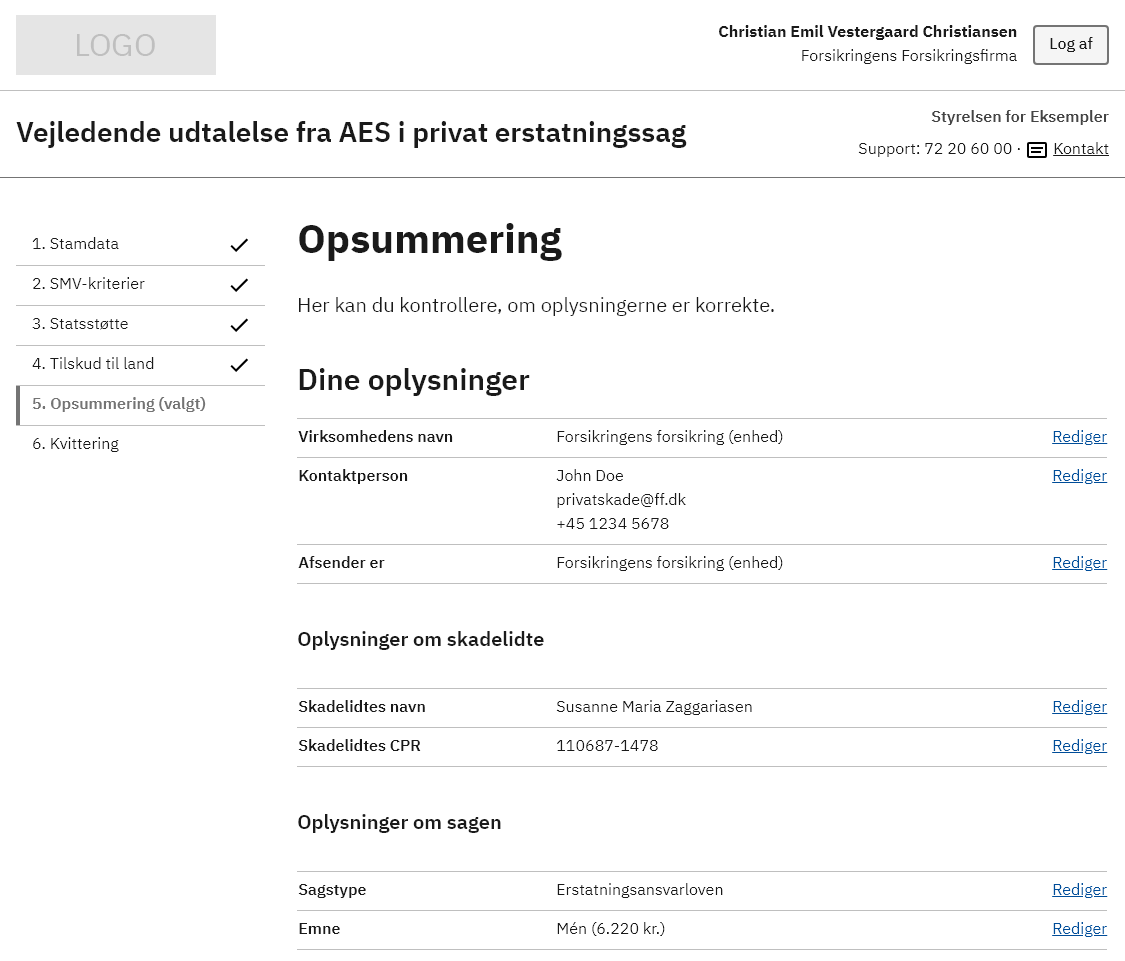 LOGO
Christian Emil Vestergaard Christiansen
Forsikringens Forsikringsfirma
Log af
Vejledende udtalelse fra AES i privat erstatningssag
Styrelsen for Eksempler
Support: 72 20 60 00 · Kontakt
1. Stamdata
2. SMV-kriterier
3. Statsstøtte
4. Tilskud til land
5. Opsummering (valgt)
6. Kvittering
Opsummering
Her kan du kontrollere, om oplysningerne er korrekte.
Dine oplysninger
Virksomhedens navn Forsikringens forsikring (enhed) Rediger
Kontaktperson John Doe Rediger
privatskade@ff.dk
+45 1234 5678
Afsender er Forsikringens forsikring (enhed) Rediger
Oplysninger om skadelidte
Skadelidtes navn Susanne Maria Zaggariasen Rediger
Skadelidtes CPR 110687-1478 Rediger
Oplysninger om sagen
Sagstype Erstatningsansvarloven Rediger
Emne Mén (6.220 kr.) Rediger